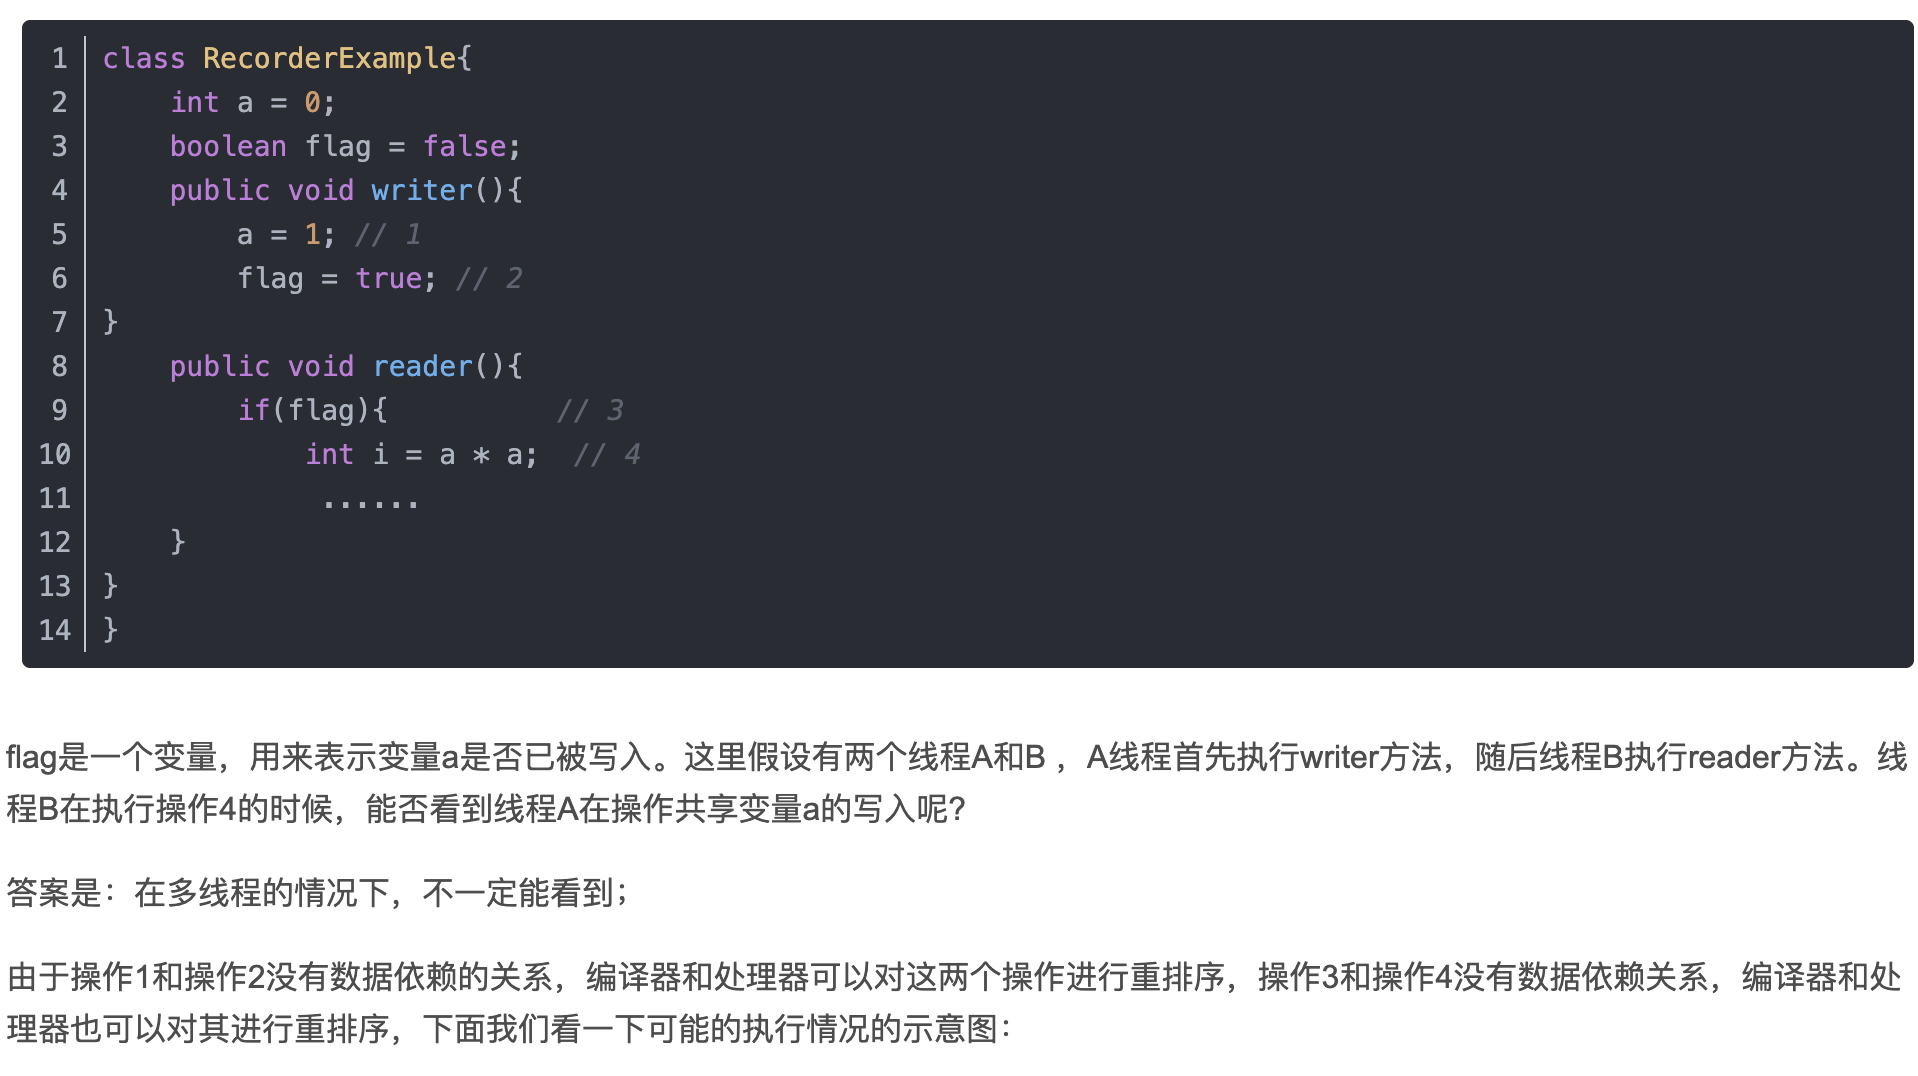 1 class RecorderExample{
2     int a = 0;
3     boolean flag = false;
4     public void writer(){
5         a = 1; // 1
6         flag = true; // 2
7 }
8     public void reader(){
9         if(flag){          // 3
10             int i = a * a;  // 4
11              ......
12     }
13 }
14 }
flag是一个变量，用来表示变量a是否已被写入。这里假设有两个线程A和B ，A线程首先执行writer方法，随后线程B执行reader方法。线
程B在执行操作4的时候，能否看到线程A在操作共享变量a的写入呢?
答案是：在多线程的情况下，不一定能看到；
由于操作1和操作2没有数据依赖的关系，编译器和处理器可以对这两个操作进行重排序，操作3和操作4没有数据依赖关系，编译器和处
理器也可以对其进行重排序，下面我们看一下可能的执行情况的示意图：